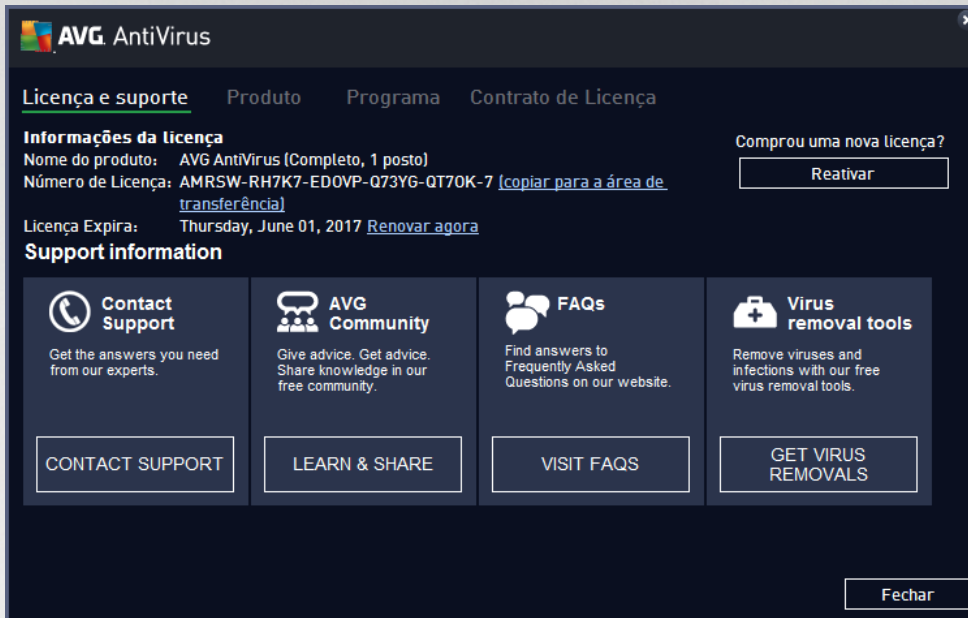 AVG AntiVirus
Licença e suporte Produto Programa Contrato de Licença
Informações da licença
Nome do produto: AVG AntiVirus (Completo, 1 posto)
Número de Licença: AMRSW-RH7K7-EDOVP-Q73YG-QT7OK-7 (copiar para a área de
transferência)
Licença Expira: Thursday, June 01, 2017 Renovar agora
Comprou uma nova licença?
Reativar
Support information
Contact
Support
Get the answers you need
from our experts.
CONTACT SUPPORT
AVG
Community
Give advice. Get advice.
Share knowledge in our
free community.
LEARN & SHARE
FAQs
Find answers to
Frequently Asked
Questions on our website.
VISIT FAQS
Virus
removal tools
Remove viruses and
infections with our free
virus removal tools.
GET VIRUS
REMOVALS
Fechar